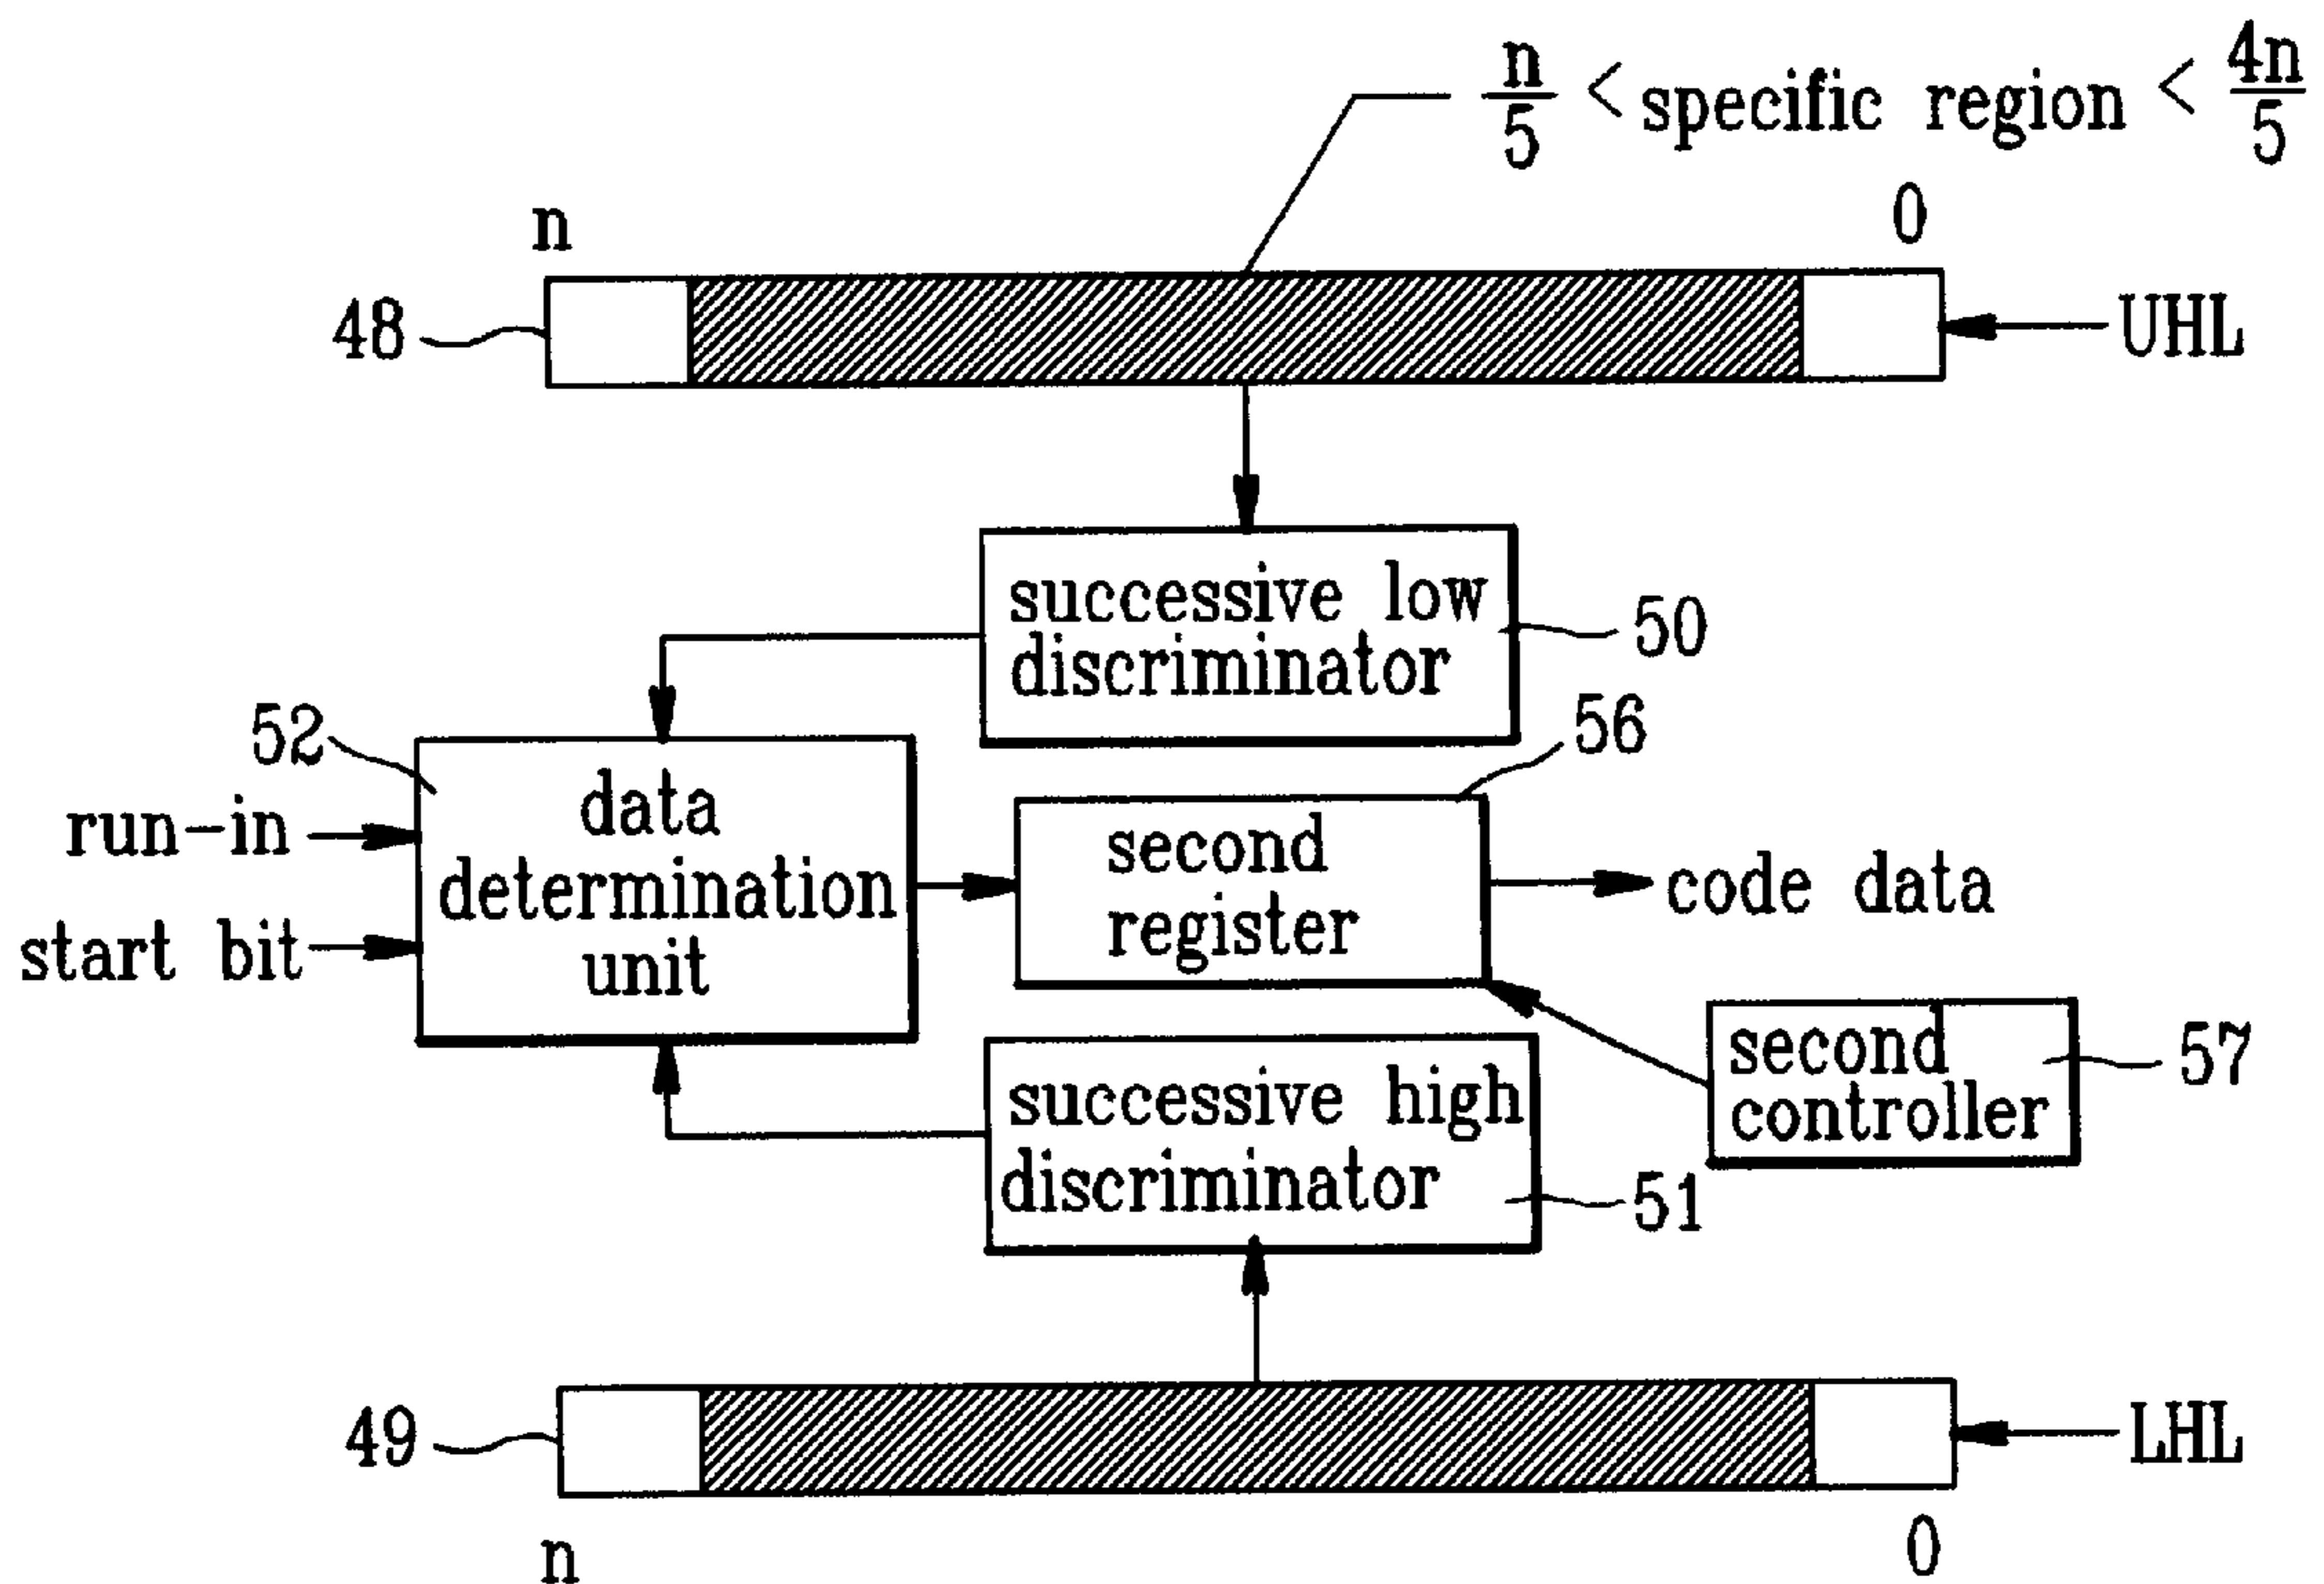 n/5 < specific region < 4n/5
n
0
48
UHL
successive low
discriminator
50
52
56
data
determination
unit
run-in
start bit
second
register
code data
second
controller
57
successive high
discriminator
51
49
LHL
n
0